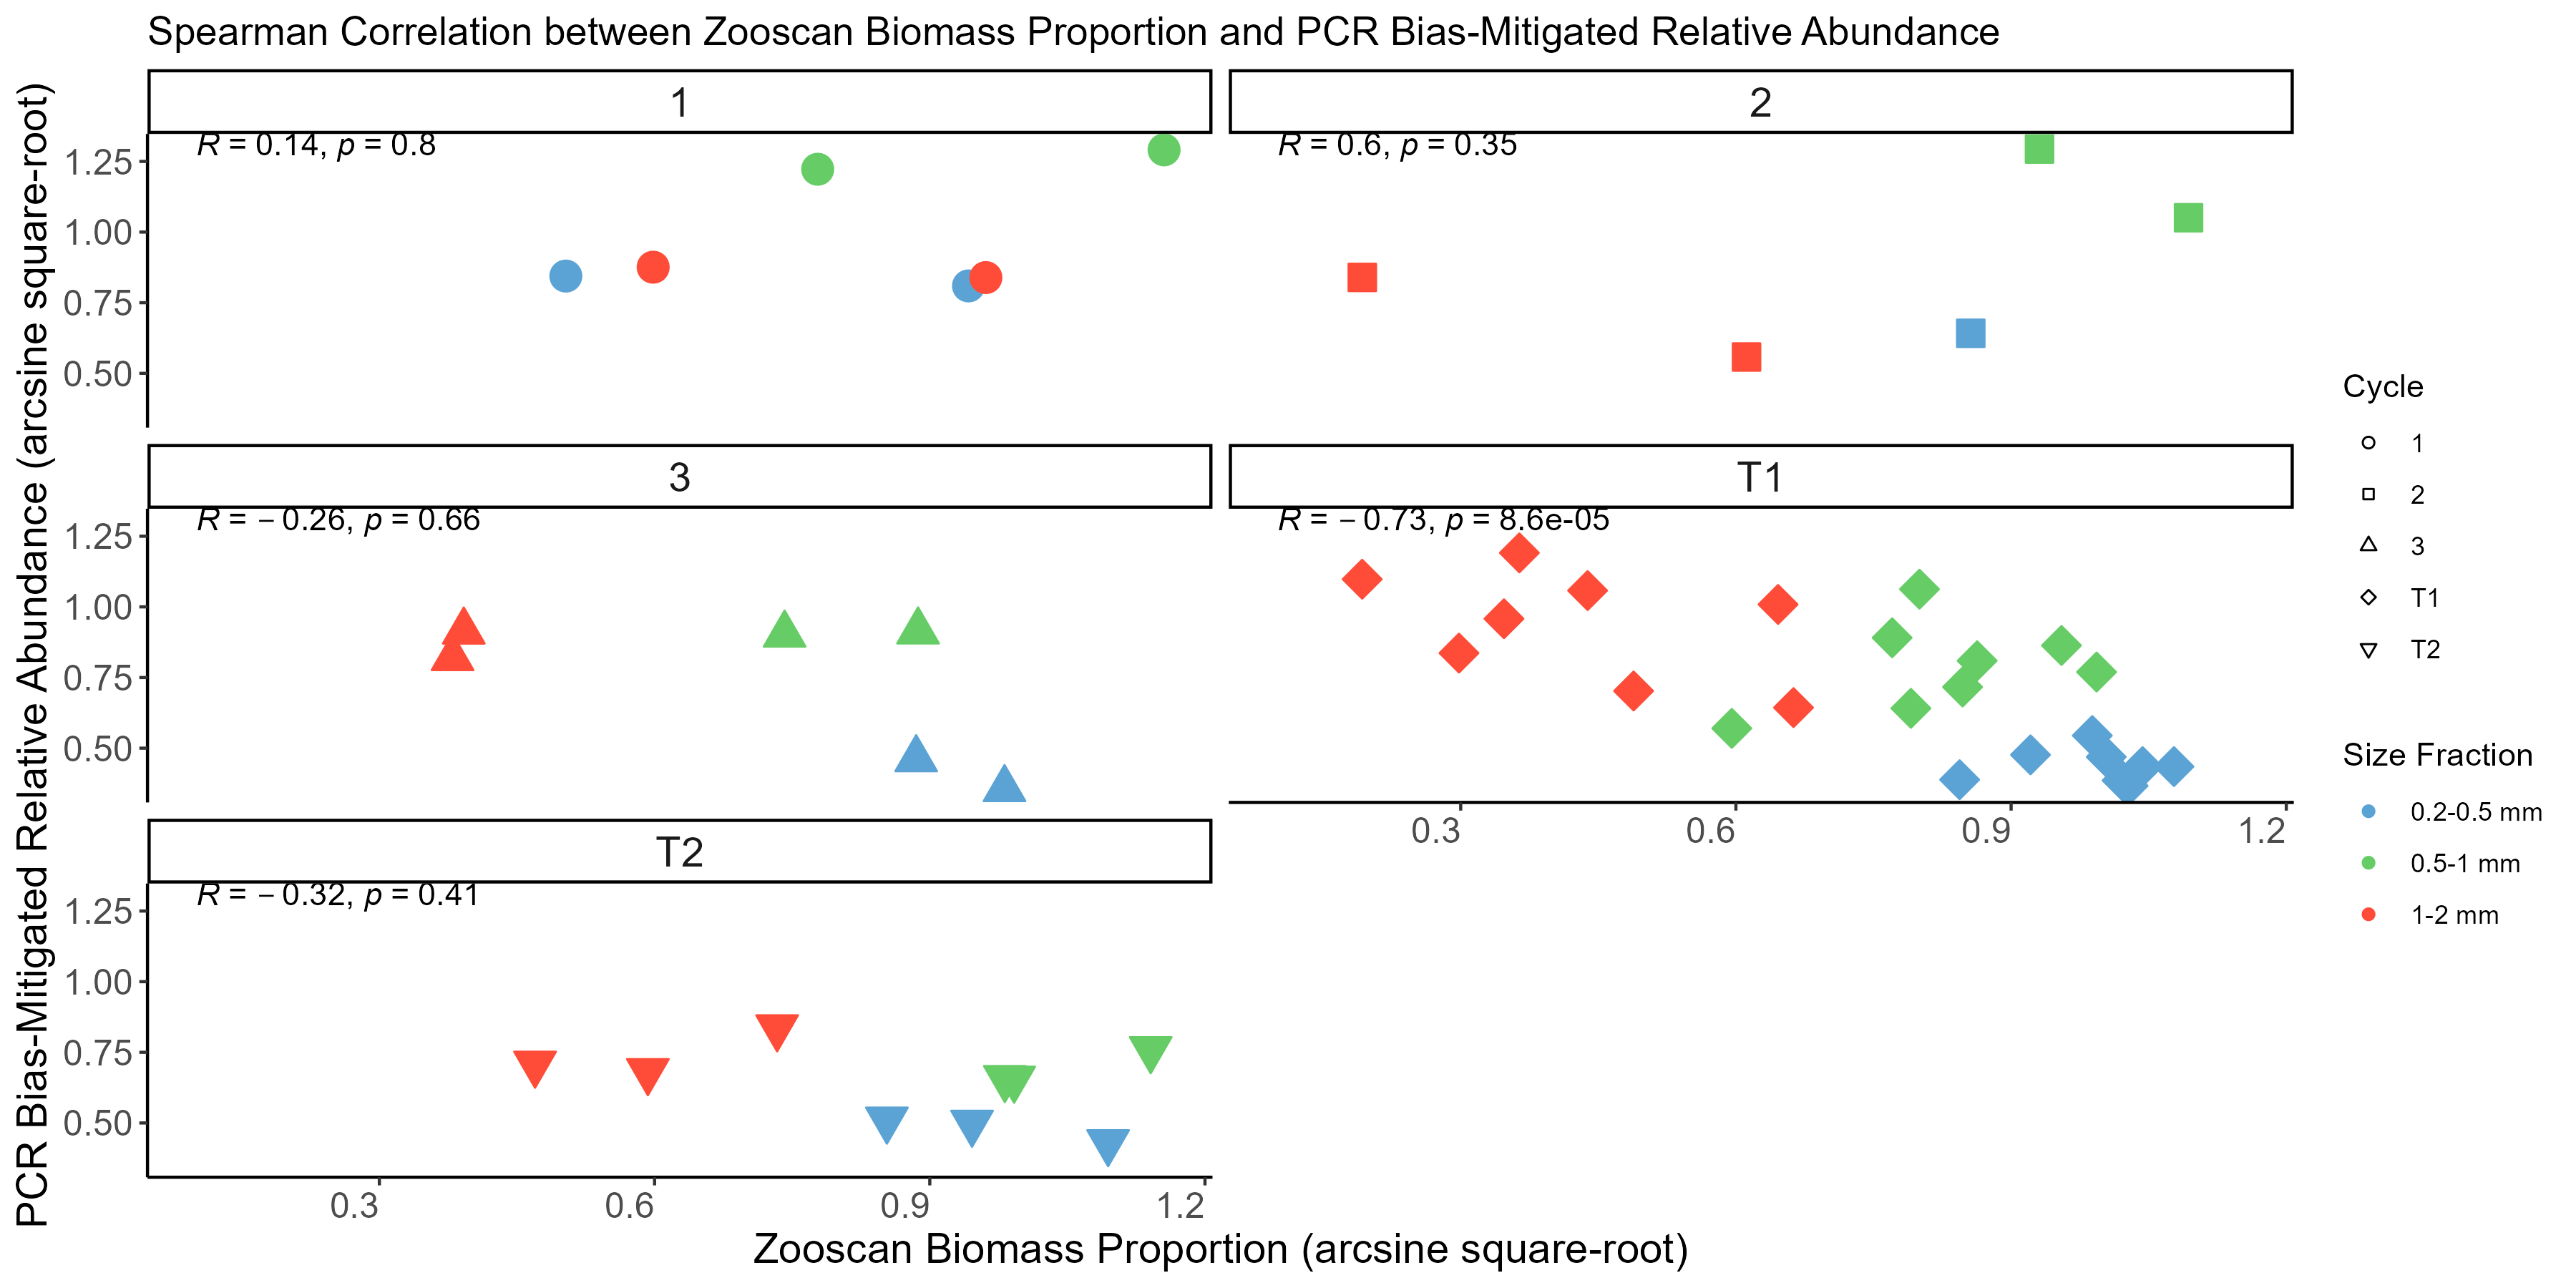 Spearman Correlation between Zooscan Biomass Proportion and PCR Bias-Mitigated Relative Abundance
PCR Bias-Mitigated Relative Abundance (arcsine square-root)
1
R = 0.14, p = 0.8
1.25
1.00
0.75
0.50
2
R = 0.6, p = 0.35
3
R = − 0.26, p = 0.66
1.25
1.00
0.75
0.50
T1
R = − 0.73, p = 8.6e-05
0.3 0.6 0.9 1.2
T2
R = − 0.32, p = 0.41
1.25
1.00
0.75
0.50
0.3 0.6 0.9 1.2
Zooscan Biomass Proportion (arcsine square-root)
Cycle
1
2
3
T1
T2
Size Fraction
0.2-0.5 mm
0.5-1 mm
1-2 mm